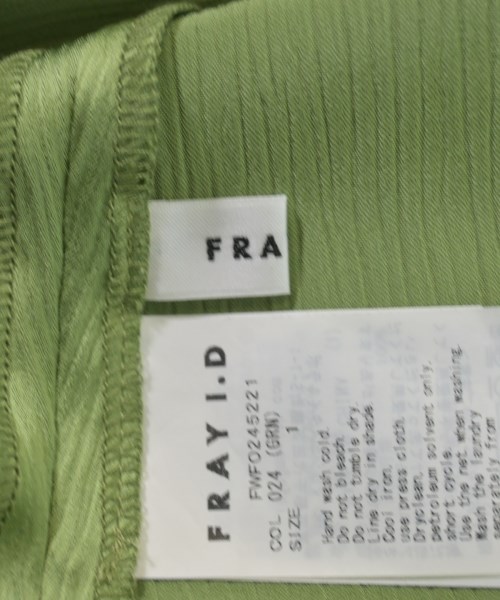 FRA
FRAY I.D
FWFO245221
COL 024 (GRN)
SIZE 1
Hand wash cold.
Do not bleach.
Do not tumble dry.
Line dry in shade.
Cool iron.
use press cloth.
Dryclean.
petroleum solvent only.
short cycle.
Use the net when washing.
Wash the laundry
separately from